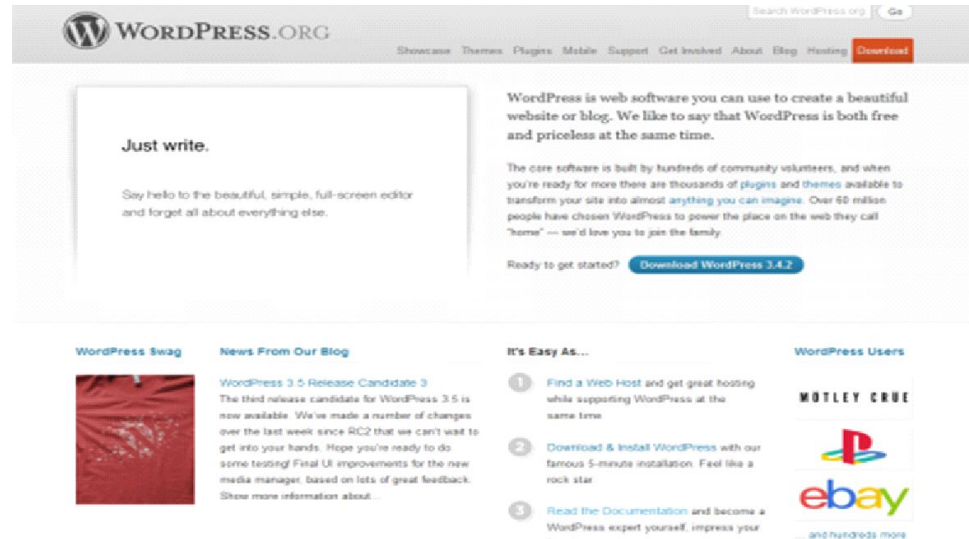 Search WordPress.org Go
WORDPRESS.ORG
Showcase Themes Plugins Mobile Support Get Involved About Blog Hosting Download
Just write.
Say hello to the beautiful, simple, full-screen editor
and forget all about everything else.
WordPress is web software you can use to create a beautiful
website or blog. We like to say that WordPress is both free
and priceless at the same time.
The core software is built by hundreds of community volunteers, and when
you're ready for more there are thousands of plugins and themes available to
transform your site into almost anything you can imagine. Over 60 million
people have chosen WordPress to power the place on the web they call
"home" — we'd love you to join the family.
Ready to get started? Download WordPress 3.4.2
WordPress Swag
News From Our Blog
WordPress 3.5 Release Candidate 3
The third release candidate for WordPress 3.5 is
now available. We've made a number of changes
over the last week since RC2 that we can't wait to
get into your hands. Hope you're ready to do
some testing! Final UI improvements for the new
media manager, based on lots of great feedback.
Show more information about...
It's Easy As...
1 Find a Web Host and get great hosting
while supporting WordPress at the
same time
2 Download & Install WordPress with our
famous 5-minute installation. Feel like a
rock star
3 Read the Documentation and become a
WordPress expert yourself, impress your
WordPress Users
MÖTLEY CRÜE
ebay
... and hundreds more